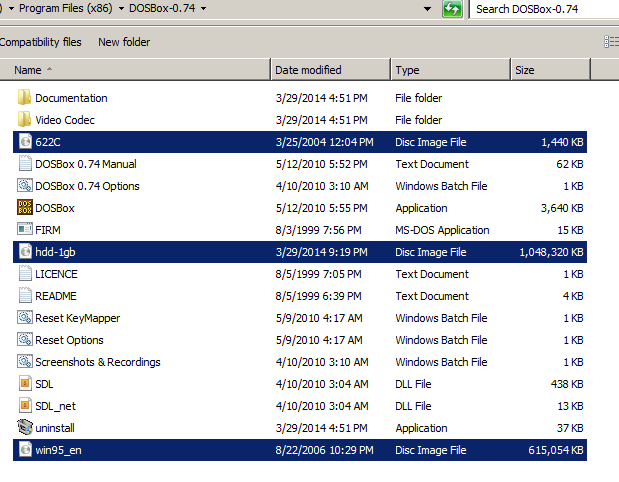 Program Files (x86) DOSBox-0.74 Search DOSBox-0.74
Compatibility files New folder
Name Date modified Type Size
Documentation 3/29/2014 4:51 PM File folder
Video Codec 3/29/2014 4:51 PM File folder
622C 3/25/2004 12:04 PM Disc Image File 1,440 KB
DOSBox 0.74 Manual 5/12/2010 5:52 PM Text Document 62 KB
DOSBox 0.74 Options 4/10/2010 3:10 AM Windows Batch File 1 KB
DOS BOX DOSBox 5/12/2010 5:55 PM Application 3,640 KB
FIRM 8/3/1999 7:56 PM MS-DOS Application 15 KB
hdd-1gb 3/29/2014 9:19 PM Disc Image File 1,048,320 KB
LICENCE 8/5/1999 7:05 PM Text Document 1 KB
README 8/5/1999 6:39 PM Text Document 4 KB
Reset KeyMapper 5/9/2010 4:17 AM Windows Batch File 1 KB
Reset Options 5/9/2010 4:17 AM Windows Batch File 1 KB
Screenshots & Recordings 4/10/2010 3:10 AM Windows Batch File 1 KB
SDL 4/10/2010 3:04 AM DLL File 438 KB
SDL_net 4/10/2010 3:04 AM DLL File 13 KB
uninstall 3/29/2014 4:51 PM Application 37 KB
win95_en 8/22/2006 10:29 PM Disc Image File 615,054 KB